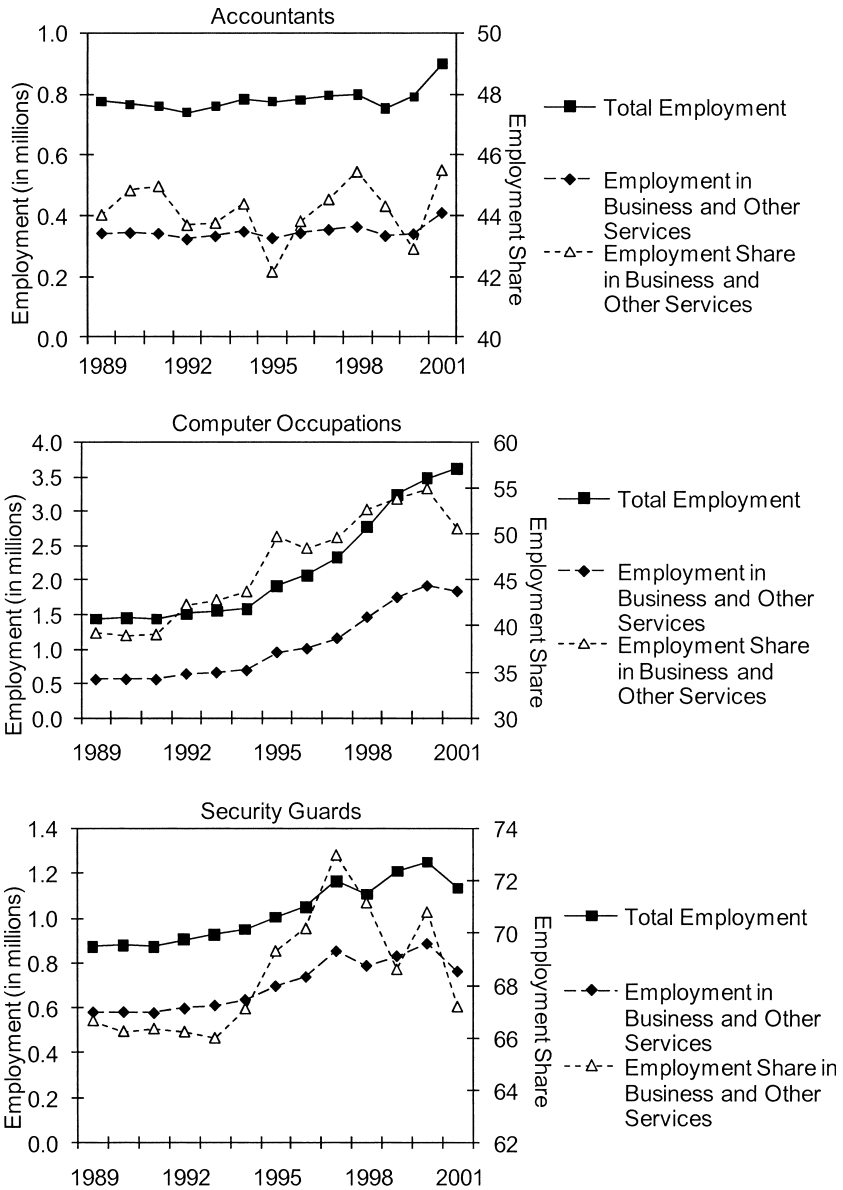 Accountants
1.0
0.8
0.6
0.4
0.2
0.0
Employment (in millions)
50
48
46
44
42
40
Employment Share
1989 1992 1995 1998 2001
Total Employment
Employment in
Business and Other
Services
Employment Share
in Business and
Other Services
Computer Occupations
4.0
3.5
3.0
2.5
2.0
1.5
1.0
0.5
0.0
Employment (in millions)
60
55
50
45
40
35
30
Employment Share
1989 1992 1995 1998 2001
Total Employment
Employment in
Business and Other
Services
Employment Share
in Business and
Other Services
Security Guards
1.4
1.2
1.0
0.8
0.6
0.4
0.2
0.0
Employment (in millions)
74
72
70
68
66
64
62
Employment Share
1989 1992 1995 1998 2001
Total Employment
Employment in
Business and Other
Services
Employment Share in
Business and Other
Services